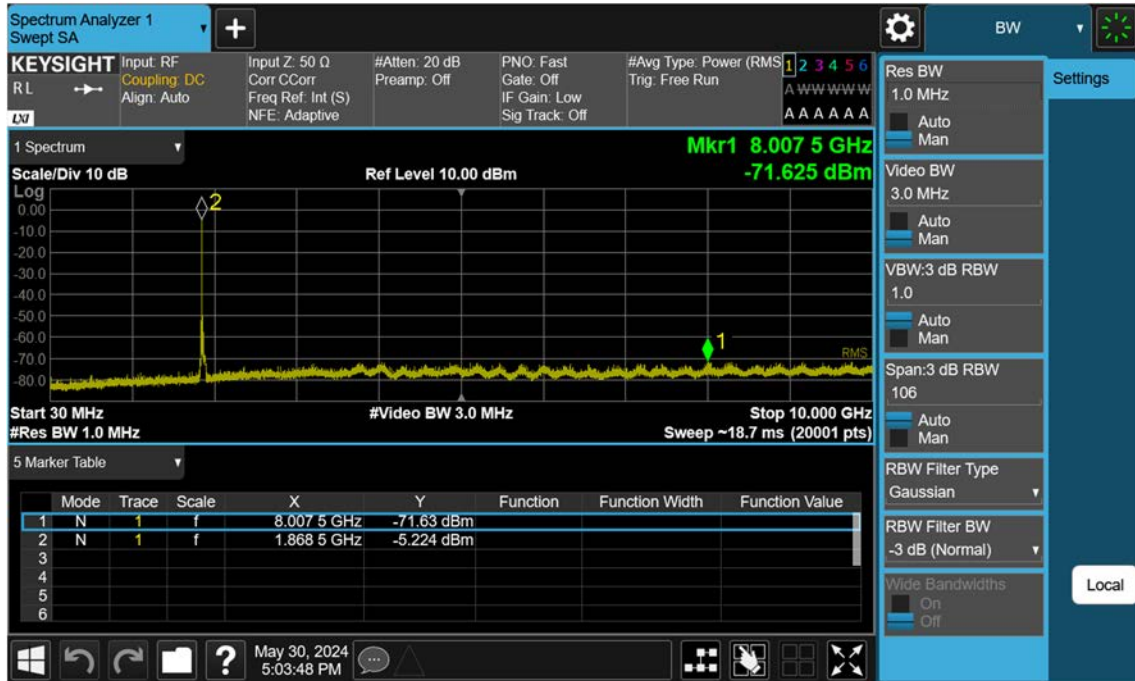 Spectrum Analyzer 1
Swept SA
+
BW
KEYSIGHT
R L
LXI
Input: RF
Coupling: DC
Align: Auto
Input Z: 50 Ω
Corr CCorr
Freq Ref: Int (S)
NFE: Adaptive
#Atten: 20 dB
Preamp: Off
PNO: Fast
Gate: Off
IF Gain: Low
Sig Track: Off
#Avg Type: Power (RMS
Trig: Free Run
1 2 3 4 5 6
A W W W W W
A A A A A A
1 Spectrum
Mkr1 8.007 5 GHz
Scale/Div 10 dB
Ref Level 10.00 dBm
-71.625 dBm
Log
0.00
-10.0
-20.0
-30.0
-40.0
-50.0
-60.0
-70.0
-80.0
2
1
RMS
Start 30 MHz
#Video BW 3.0 MHz
Stop 10.000 GHz
#Res BW 1.0 MHz
Sweep ~18.7 ms (20001 pts)
5 Marker Table
Mode Trace Scale X Y Function Function Width Function Value
1 N 1 f 8.007 5 GHz -71.63 dBm
2 N 1 f 1.868 5 GHz -5.224 dBm
3
4
5
6
?
May 30, 2024
5:03:48 PM
Res BW
1.0 MHz
Auto
Man
Video BW
3.0 MHz
Auto
Man
VBW:3 dB RBW
1.0
Auto
Man
Span:3 dB RBW
106
Auto
Man
RBW Filter Type
Gaussian
RBW Filter BW
-3 dB (Normal)
Wide Bandwidths
On
Off
Settings
Local